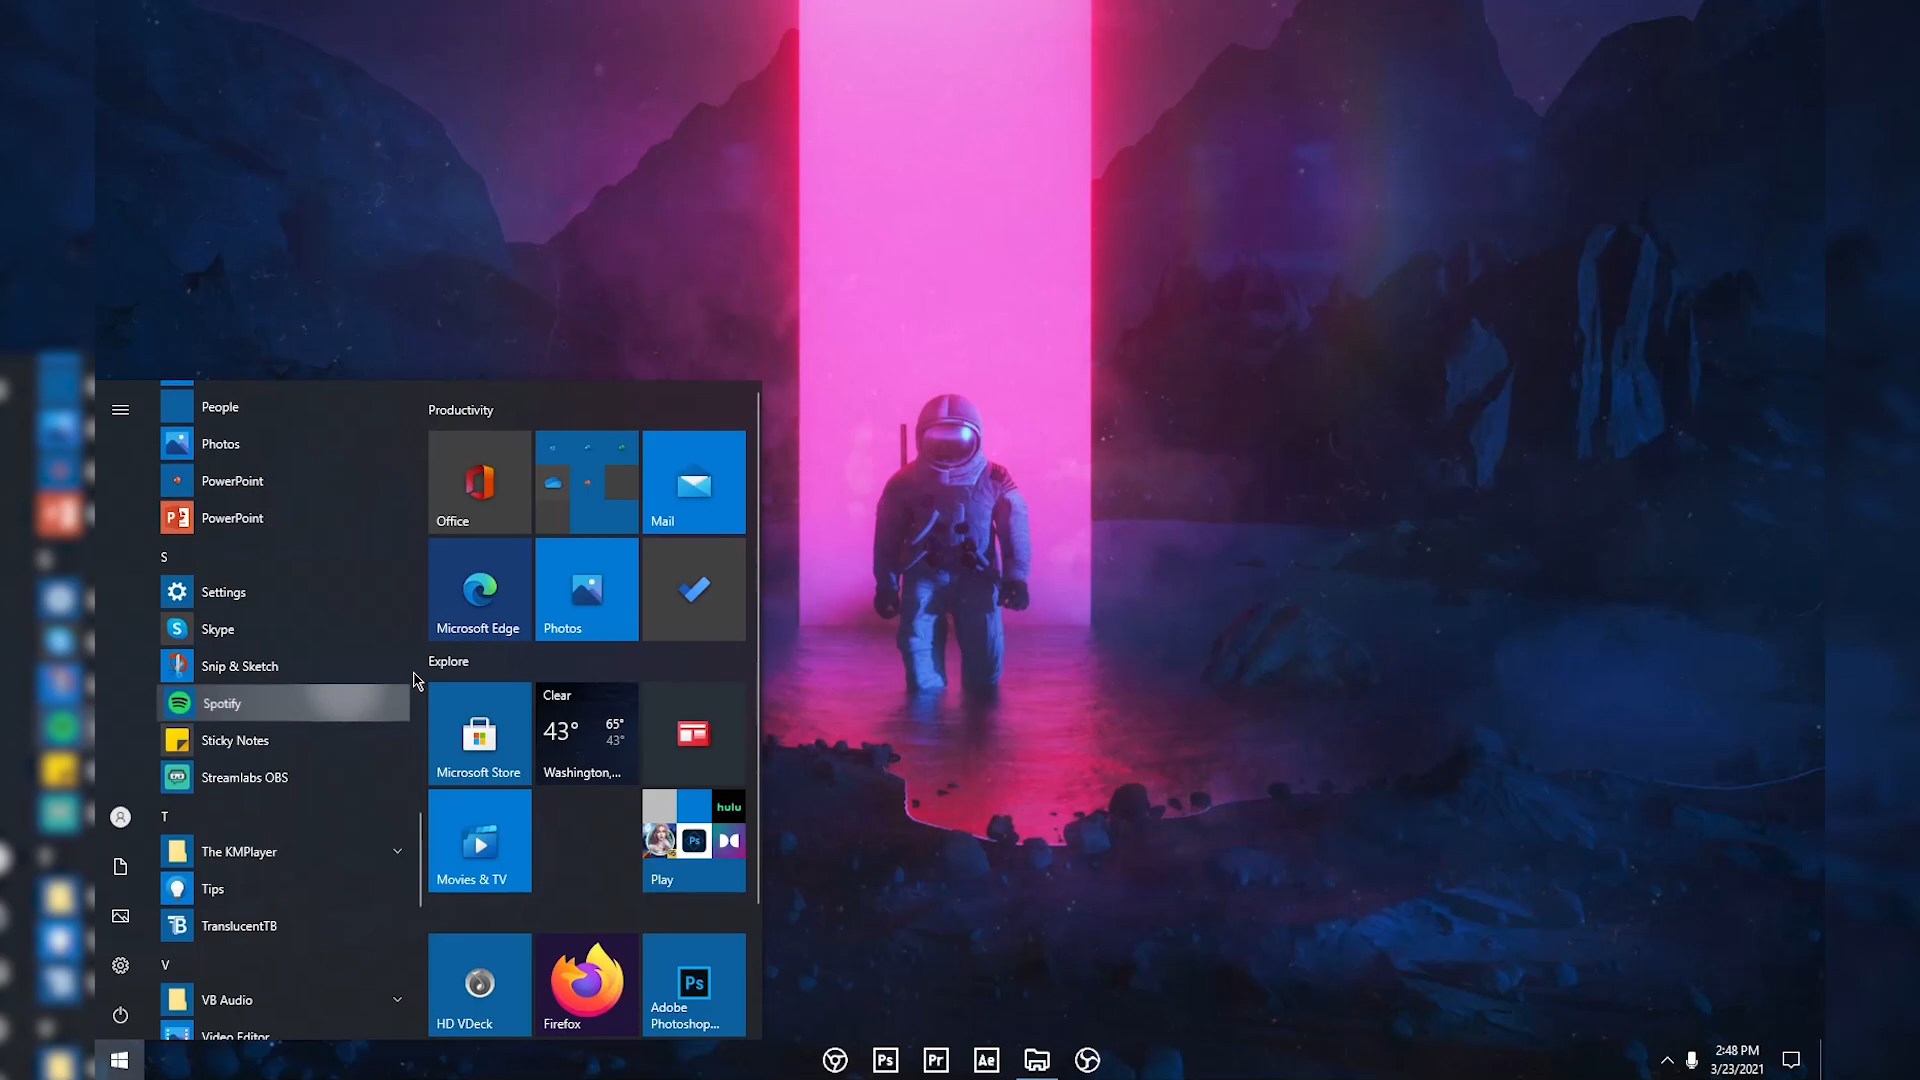 People
Photos
PowerPoint
PowerPoint
S
Settings
Skype
Snip & Sketch
Spotify
Sticky Notes
Streamlabs OBS
T
The KMPlayer
Tips
TranslucentTB
V
VB Audio
Video Editor
Productivity
Office
Mail
Microsoft Edge
Photos
Explore
Microsoft Store
Clear
43°
65°
43°
Washington,...
Movies & TV
hulu
Ps
Play
HD VDeck
Firefox
Ps
Adobe
Photoshop...
Ps
Pr
Ae
2:48 PM
3/23/2021